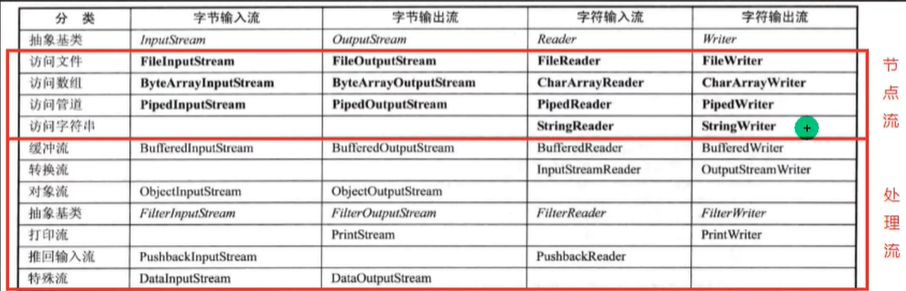 分 类 字节输入流 字节输出流 字符输入流 字符输出流
抽象基类 InputStream OutputStream Reader Writer
访问文件 FileInputStream FileOutputStream FileReader FileWriter
访问数组 ByteArrayInputStream ByteArrayOutputStream CharArrayReader CharArrayWriter
访问管道 PipedInputStream PipedOutputStream PipedReader PipedWriter
访问字符串 StringReader StringWriter
缓冲流 BufferedInputStream BufferedOutputStream BufferedReader BufferedWriter
转换流 InputStreamReader OutputStreamWriter
对象流 ObjectInputStream ObjectOutputStream
抽象基类 FilterInputStream FilterOutputStream FilterReader FilterWriter
打印流 PrintStream PrintWriter
推回输入流 PushbackInputStream PushbackReader
特殊流 DataInputStream DataOutputStream
节点流
处理流